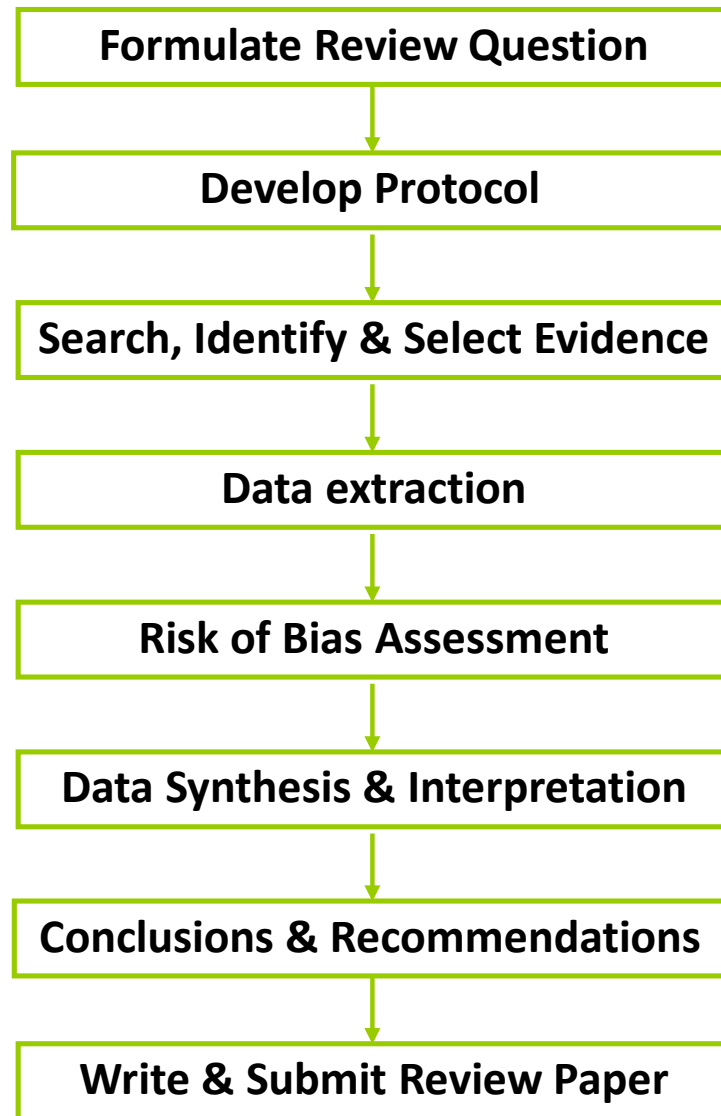 Formulate Review Question
Develop Protocol
Search, Identify & Select Evidence
Data extraction
Risk of Bias Assessment
Data Synthesis & Interpretation
Conclusions & Recommendations
Write & Submit Review Paper